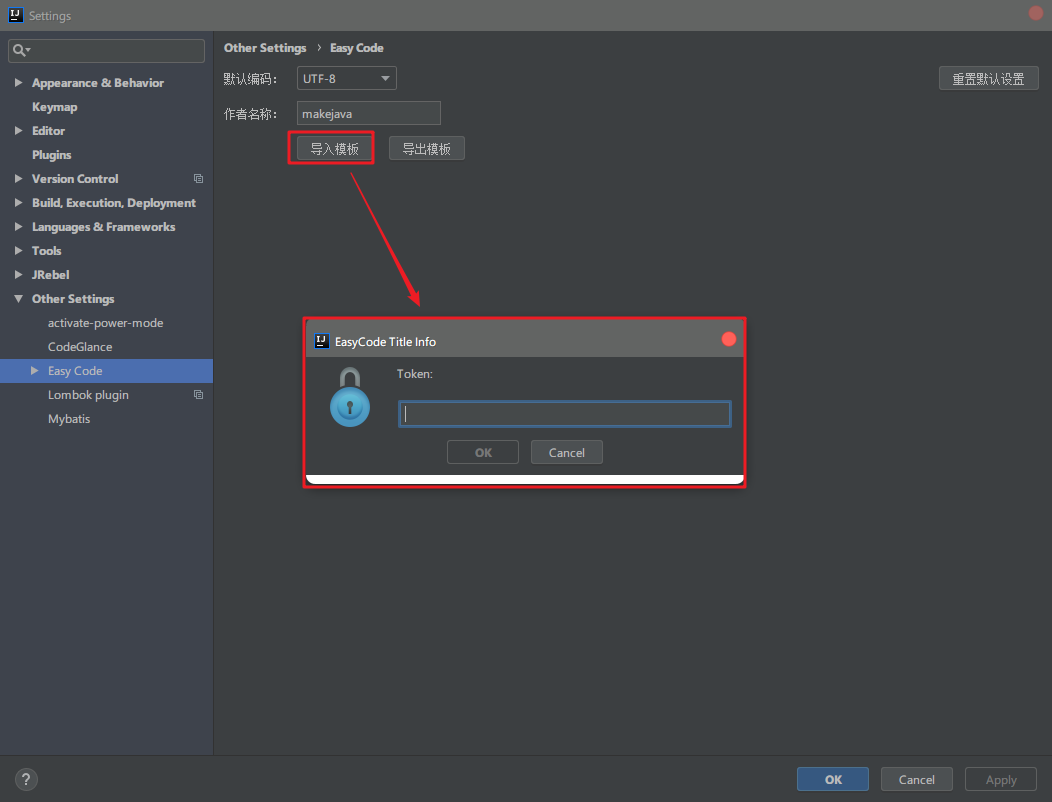 Settings
Appearance & Behavior
Keymap
Editor
Plugins
Version Control
Build, Execution, Deployment
Languages & Frameworks
Tools
JRebel
Other Settings
activate-power-mode
CodeGlance
Easy Code
Lombok plugin
Mybatis
Other Settings › Easy Code
默认编码： UTF-8 重置默认设置
作者名称： makejava
导入模板 导出模板
IJ EasyCode Title Info
Token:
OK Cancel
? OK Cancel Apply